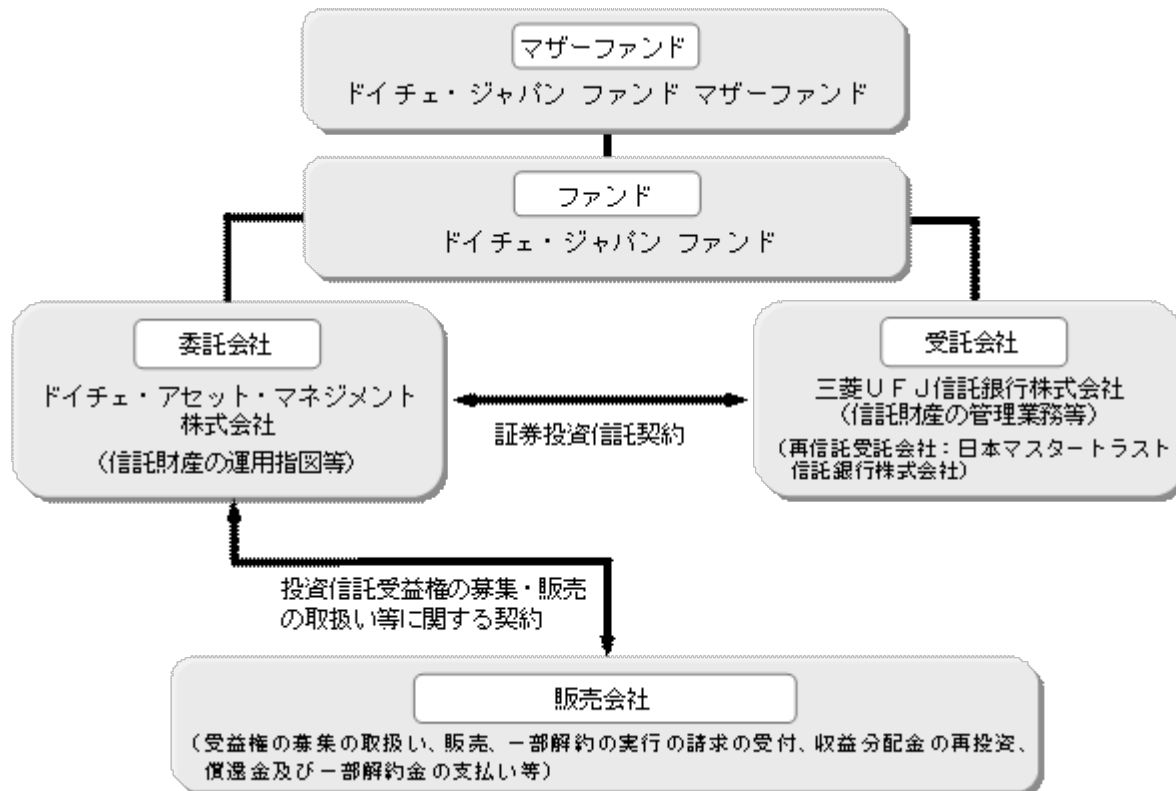 マザーファンド
ドイチェ・ジャパン ファンド マザーファンド
ファンド
ドイチェ・ジャパン ファンド
委託会社
ドイチェ・アセット・マネジメント
株式会社
(信託財産の運用指図等)
受託会社
三菱UFJ信託銀行株式会社
(信託財産の管理業務等)
(再信託受託会社:日本マスタートラスト
信託銀行株式会社)
証券投資信託契約
投資信託受益権の募集・販売
の取扱い等に関する契約
販売会社
(受益権の募集の取扱い、販売、一部解約の実行の請求の受付、収益分配金の再投資、
償還金及び一部解約金の支払い等)